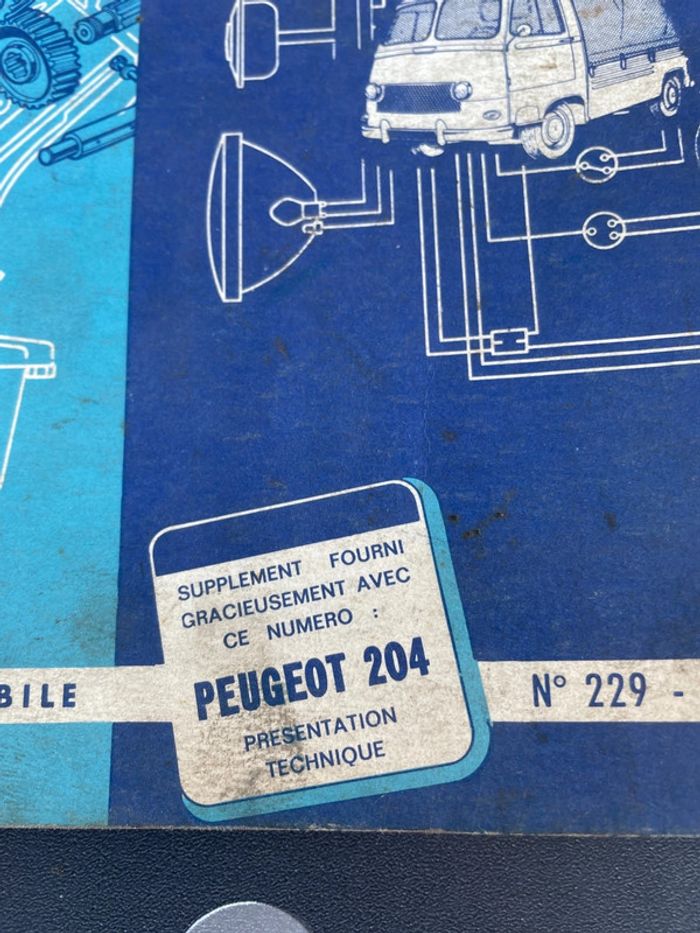 SUPPLEMENT FOURNI
GRACIEUSEMENT AVEC
CE NUMERO :
PEUGEOT 204
PRESENTATION
TECHNIQUE
BILE
N° 229 -